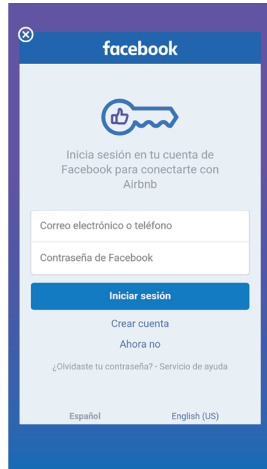 facebook
Inicia sesión en tu cuenta de
Facebook para conectarte con
Airbnb
Correo electrónico o teléfono
Contraseña de Facebook
Iniciar sesión
Crear cuenta
Ahora no
¿Olvidaste tu contraseña? - Servicio de ayuda
Español English (US)